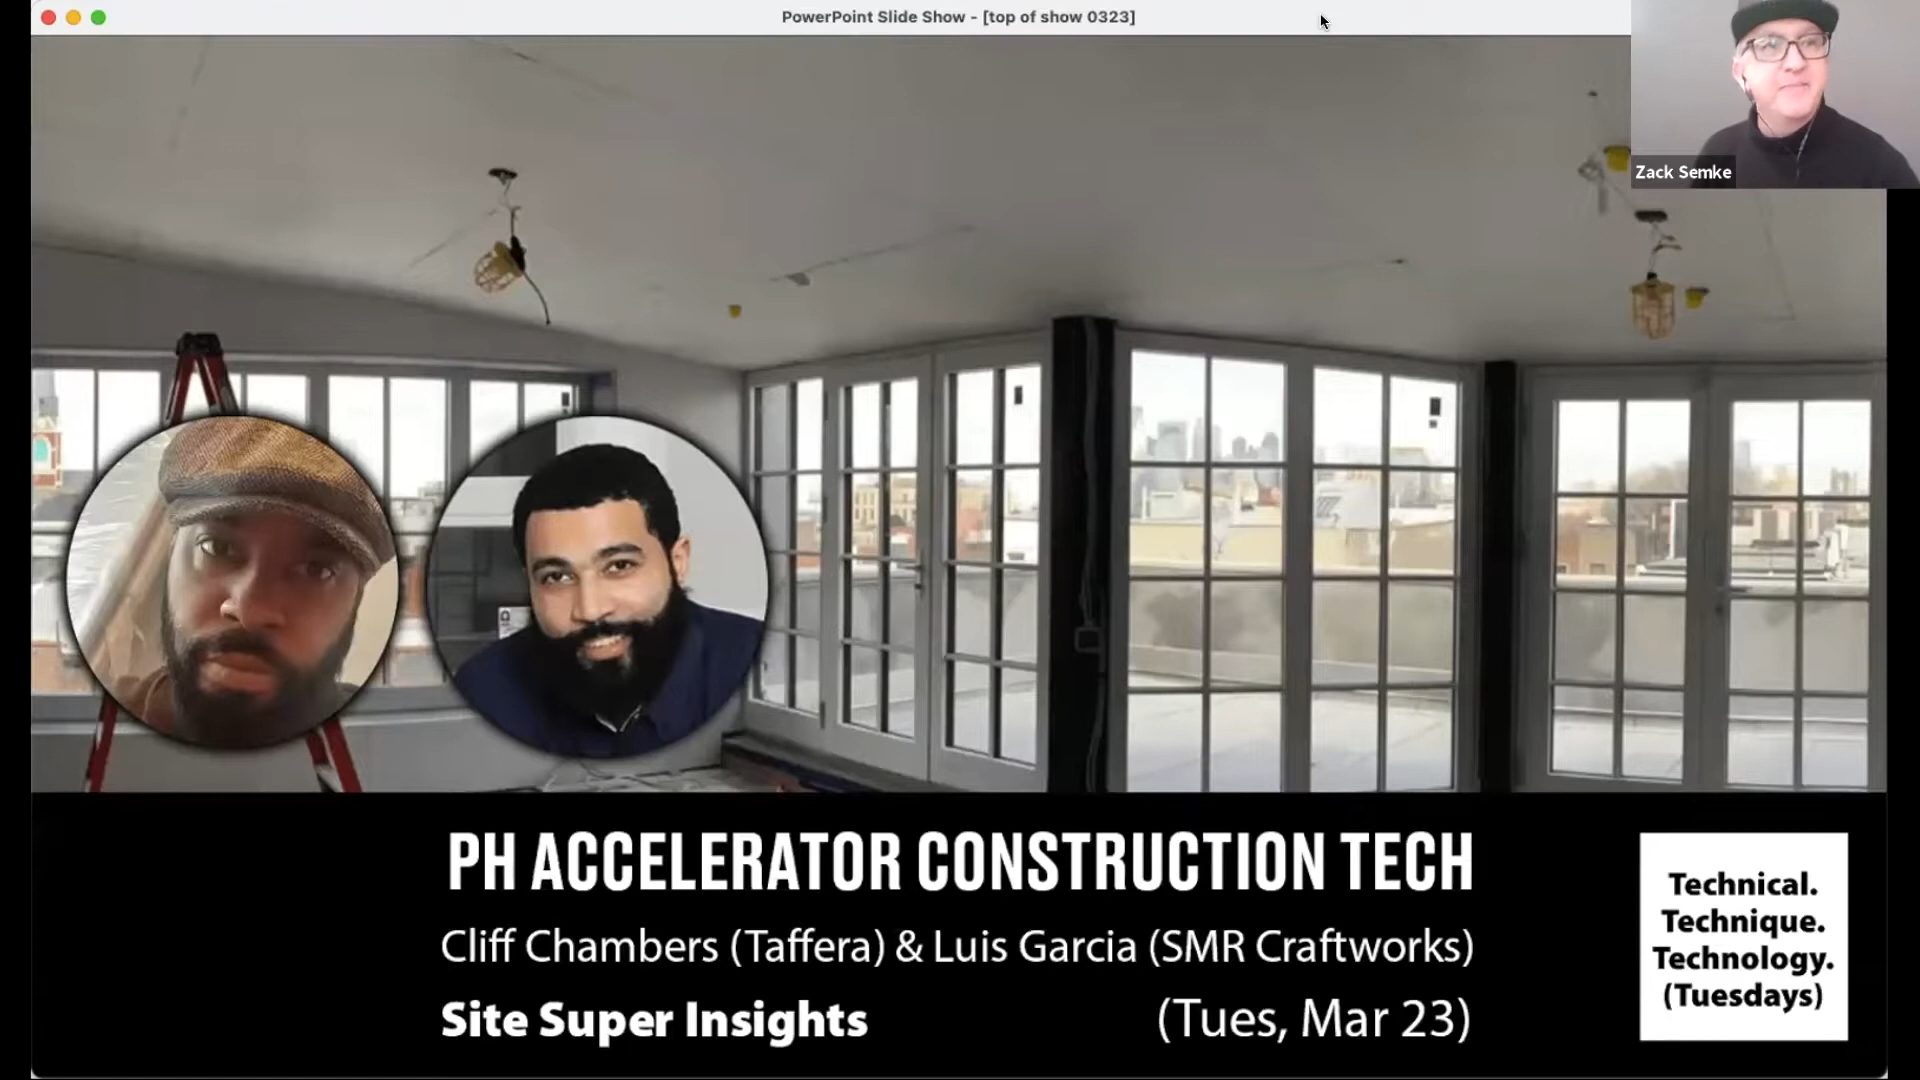 PowerPoint Slide Show - [top of show 0323]
Zack Semke
PH ACCELERATOR CONSTRUCTION TECH
Cliff Chambers (Taffera) & Luis Garcia (SMR Craftworks)
Site Super Insights (Tues, Mar 23)
Technical.
Technique.
Technology.
(Tuesdays)